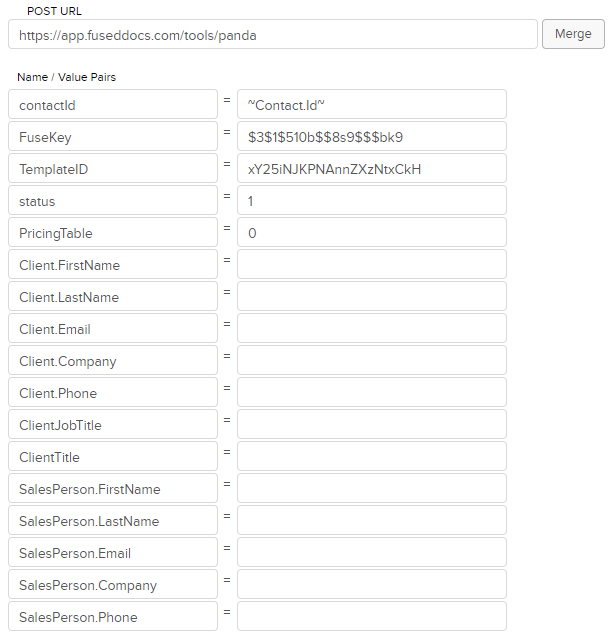 POST URL
https://app.fuseddocs.com/tools/panda Merge
Name / Value Pairs
contactId = ~Contact.Id~
FuseKey = $3$1$510b$$8s9$$$bk9
TemplateID = xY25iNJKPNAnnZXzNtxCkH
status = 1
PricingTable = 0
Client.FirstName =
Client.LastName =
Client.Email =
Client.Company =
Client.Phone =
ClientJobTitle =
ClientTitle =
SalesPerson.FirstName =
SalesPerson.LastName =
SalesPerson.Email =
SalesPerson.Company =
SalesPerson.Phone =